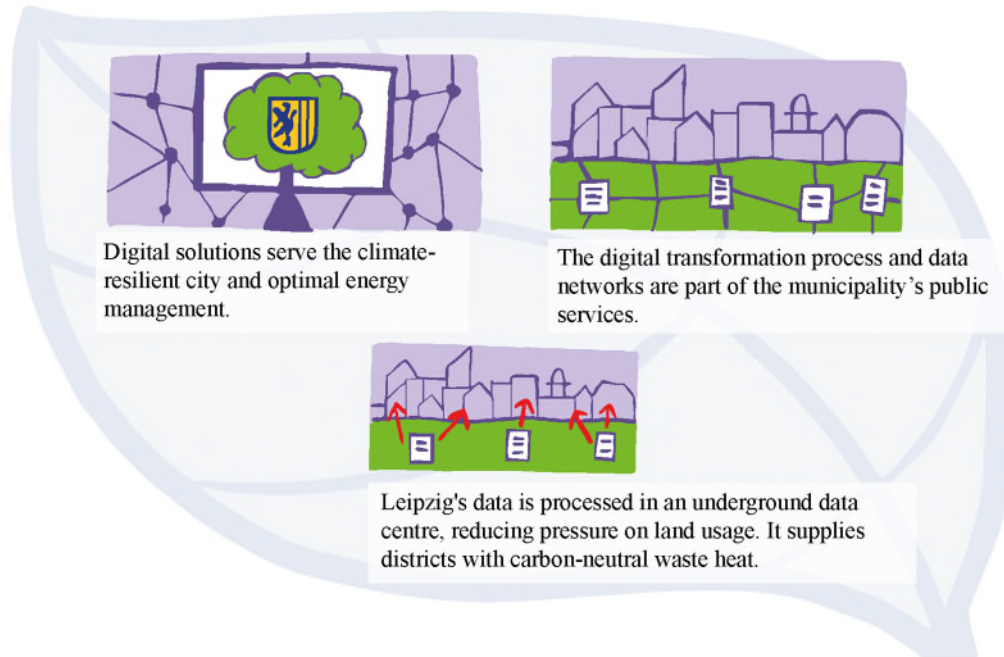 Digital solutions serve the climate-
resilient city and optimal energy
management.
The digital transformation process and data
networks are part of the municipality’s public
services.
Leipzig's data is processed in an underground data
centre, reducing pressure on land usage. It supplies
districts with carbon-neutral waste heat.